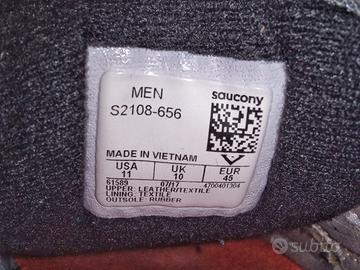 MEN
saucony
S2108-656
MADE IN VIETNAM
USA UK EUR
11 10 45
61589 07/17 4700401304
UPPER: LEATHER/TEXTILE
LINING: TEXTILE
OUTSOLE: RUBBER
subito